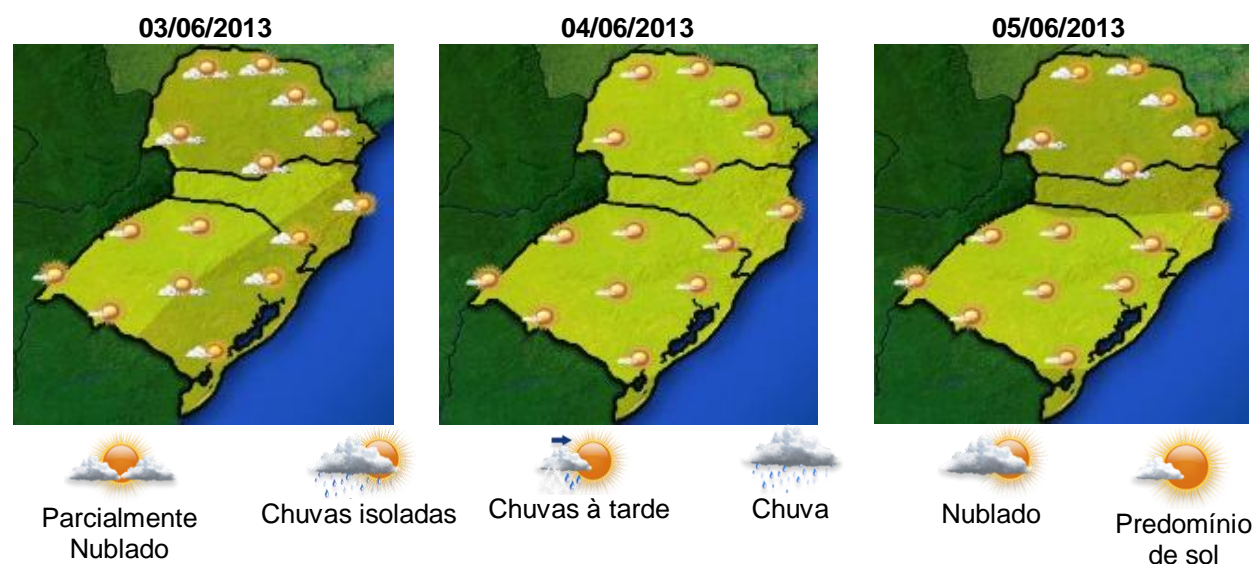 03/06/2013
04/06/2013
05/06/2013
Parcialmente
Nublado
Chuvas isoladas
Chuvas à tarde
Chuva
Nublado
Predomínio
de sol